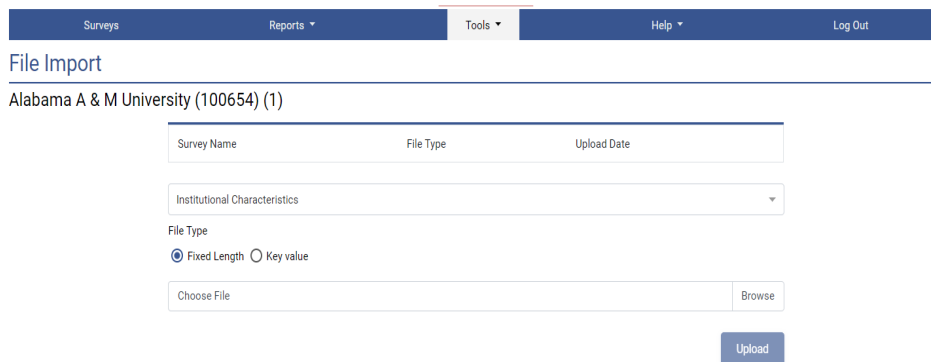 Surveys Reports Tools Help Log Out
File Import
Alabama A & M University (100654) (1)
Survey Name File Type Upload Date
Institutional Characteristics
File Type
Fixed Length Key value
Choose File Browse
Upload